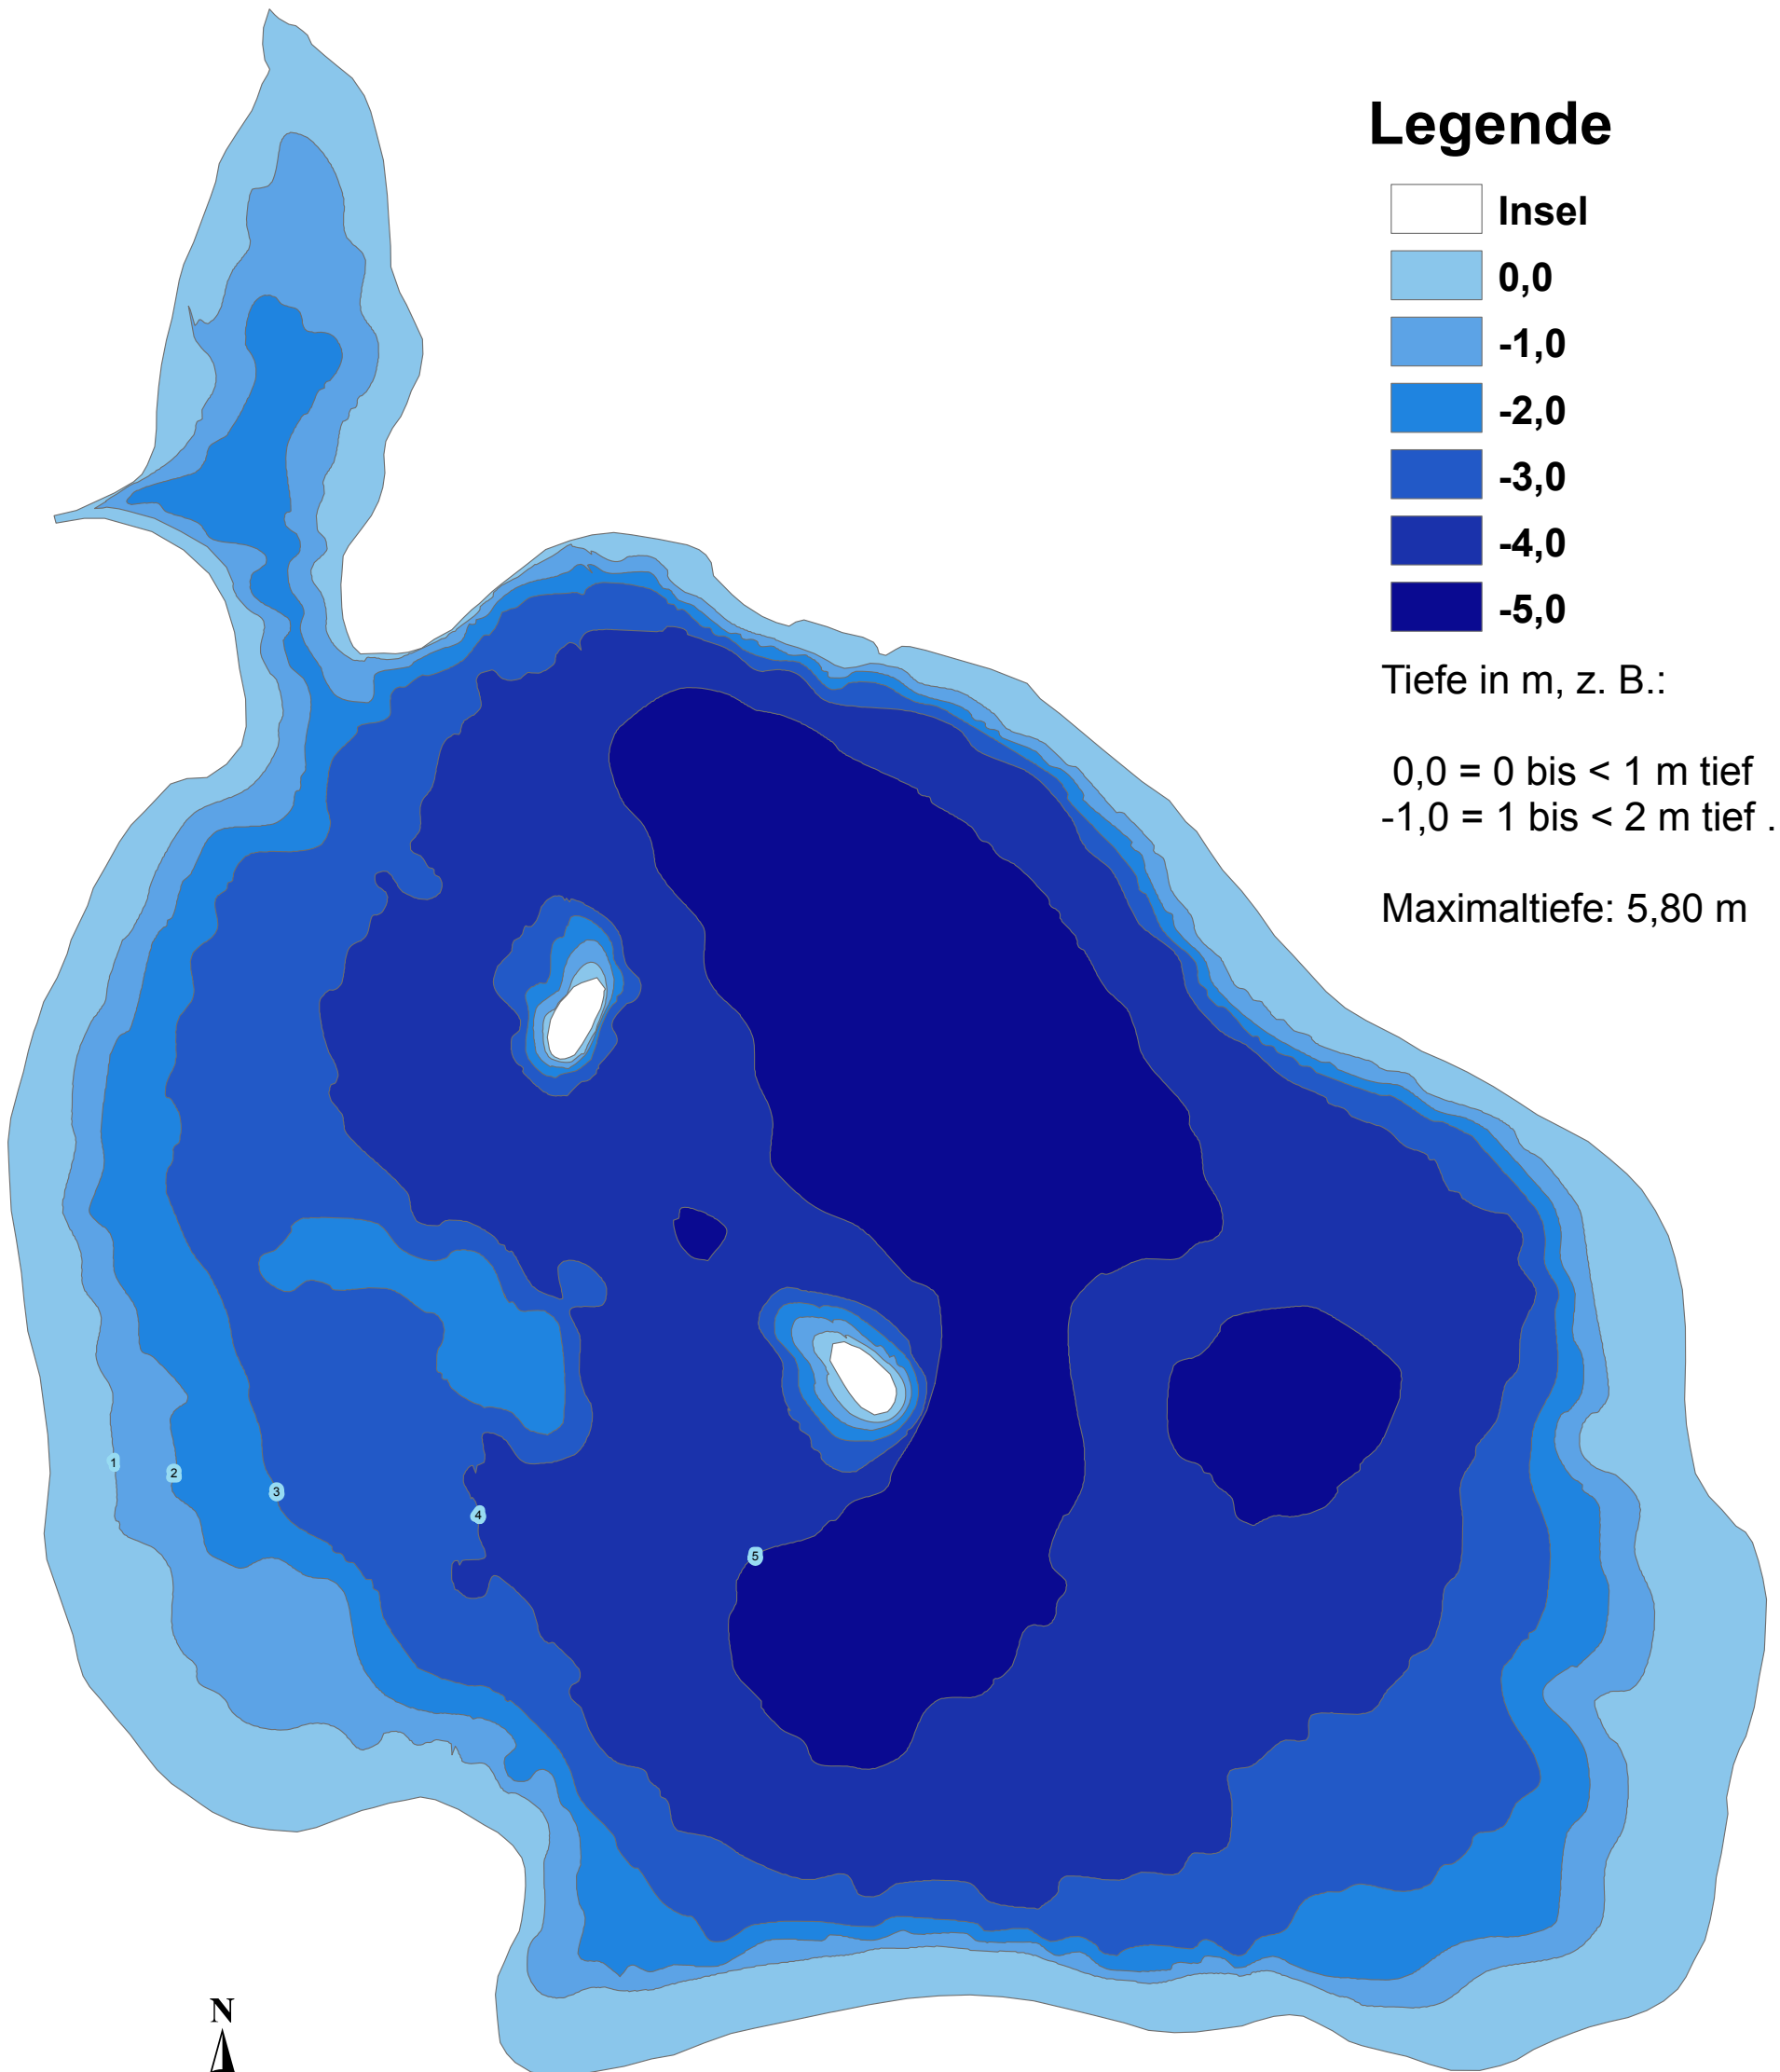 Legende
Insel
0,0
-1,0
-2,0
-3,0
-4,0
-5,0
Tiefe in m, z. B.:
0,0 = 0 bis < 1 m tief
-1,0 = 1 bis < 2 m tief .
Maximaltiefe: 5,80 m
1
2
3
4
5
N